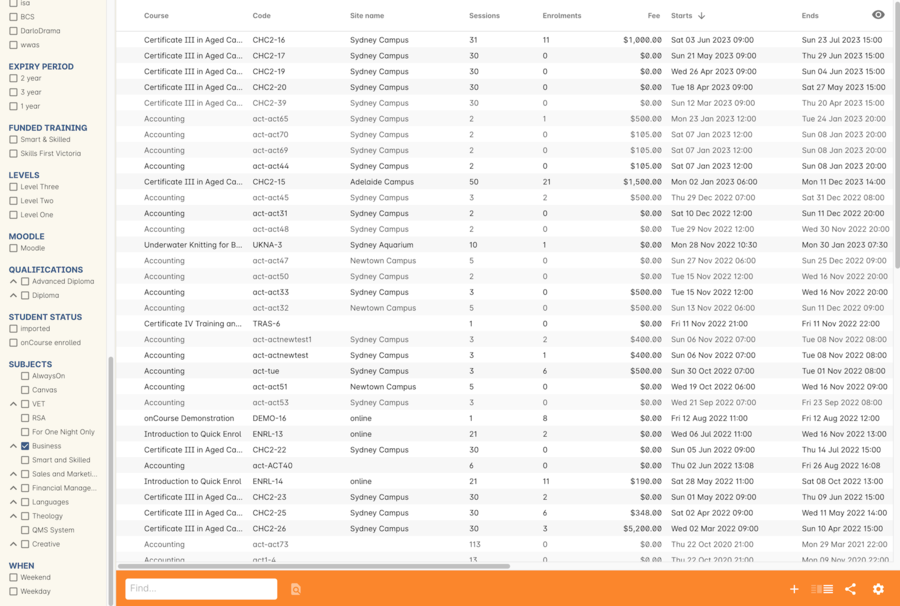 isa
BCS
DarloDrama
wwas
EXPIRY PERIOD
2 year
3 year
1 year
FUNDED TRAINING
Smart & Skilled
Skills First Victoria
LEVELS
Level Three
Level Two
Level One
MOODLE
Moodle
QUALIFICATIONS
Advanced Diploma
Diploma
STUDENT STATUS
imported
onCourse enrolled
SUBJECTS
AlwaysOn
Canvas
VET
RSA
For One Night Only
Business
Smart and Skilled
Sales and Marketi...
Financial Manage...
Languages
Theology
QMS System
Creative
WHEN
Weekend
Weekday
Course Code Site name Sessions Enrolments Fee Starts Ends
Certificate III in Aged Ca... CHC2-16 Sydney Campus 31 11 $1,000.00 Sat 03 Jun 2023 09:00 Sun 23 Jul 2023 15:00
Certificate III in Aged Ca... CHC2-17 Sydney Campus 30 0 $0.00 Sun 21 May 2023 09:00 Thu 29 Jun 2023 15:00
Certificate III in Aged Ca... CHC2-19 Sydney Campus 30 0 $0.00 Wed 26 Apr 2023 09:00 Sun 04 Jun 2023 15:00
Certificate III in Aged Ca... CHC2-20 Sydney Campus 30 0 $0.00 Tue 18 Apr 2023 09:00 Sat 27 May 2023 15:00
Certificate III in Aged Ca... CHC2-39 Sydney Campus 30 0 $0.00 Sun 12 Mar 2023 09:00 Thu 20 Apr 2023 15:00
Accounting act-act65 Sydney Campus 2 1 $500.00 Mon 23 Jan 2023 12:00 Tue 24 Jan 2023 20:00
Accounting act-act70 Sydney Campus 2 0 $105.00 Sat 07 Jan 2023 12:00 Sun 08 Jan 2023 20:00
Accounting act-act69 Sydney Campus 2 0 $105.00 Sat 07 Jan 2023 12:00 Sun 08 Jan 2023 20:00
Accounting act-act44 Sydney Campus 2 0 $105.00 Sat 07 Jan 2023 12:00 Sun 08 Jan 2023 20:00
Certificate III in Aged Ca... CHC2-15 Adelaide Campus 50 21 $1,500.00 Mon 02 Jan 2023 06:00 Mon 11 Dec 2023 14:00
Accounting act-act45 Sydney Campus 3 2 $500.00 Thu 29 Dec 2022 07:00 Sat 31 Dec 2022 08:00
Accounting act-act31 Sydney Campus 2 0 $0.00 Sat 10 Dec 2022 12:00 Sun 11 Dec 2022 20:00
Accounting act-act48 Sydney Campus 2 0 $0.00 Tue 29 Nov 2022 12:00 Wed 30 Nov 2022 20:00
Underwater Knitting for B... UKNA-3 Sydney Aquarium 10 1 $0.00 Mon 28 Nov 2022 10:30 Mon 30 Jan 2023 07:30
Accounting act-act47 Newtown Campus 5 0 $0.00 Sun 27 Nov 2022 06:00 Sun 25 Dec 2022 09:00
Accounting act-act50 Sydney Campus 2 0 $0.00 Tue 15 Nov 2022 12:00 Wed 16 Nov 2022 20:00
Accounting act-act33 Sydney Campus 2 0 $500.00 Tue 15 Nov 2022 12:00 Wed 16 Nov 2022 20:00
Accounting act-act32 Newtown Campus 5 0 $500.00 Sun 13 Nov 2022 06:00 Sun 11 Dec 2022 09:00
Certificate IV Training an... TRAS-6 1 0 $0.00 Fri 11 Nov 2022 21:00 Fri 11 Nov 2022 22:00
Accounting act-actnewtest1 Sydney Campus 3 2 $400.00 Sun 06 Nov 2022 07:00 Tue 08 Nov 2022 08:00
Accounting act-actnewtest Sydney Campus 3 1 $400.00 Sun 06 Nov 2022 07:00 Tue 08 Nov 2022 08:00
Accounting act-tue Sydney Campus 3 6 $500.00 Sun 30 Oct 2022 07:00 Tue 01 Nov 2022 08:00
Accounting act-act51 Newtown Campus 5 0 $0.00 Wed 19 Oct 2022 06:00 Wed 16 Nov 2022 09:00
Accounting act-act53 Sydney Campus 3 0 $0.00 Wed 21 Sep 2022 07:00 Fri 23 Sep 2022 08:00
onCourse Demonstration DEMO-16 online 1 8 $0.00 Fri 12 Aug 2022 11:00 Fri 12 Aug 2022 12:00
Introduction to Quick Enrol ENRL-13 online 21 2 $0.00 Wed 06 Jul 2022 11:00 Wed 16 Nov 2022 13:00
Certificate III in Aged Ca... CHC2-22 Sydney Campus 30 0 $0.00 Sun 05 Jun 2022 09:00 Thu 14 Jul 2022 15:00
Accounting act-ACT40 6 0 $0.00 Thu 02 Jun 2022 13:08 Fri 26 Aug 2022 16:08
Introduction to Quick Enrol ENRL-14 online 21 11 $190.00 Sat 28 May 2022 11:00 Sat 08 Oct 2022 13:00
Certificate III in Aged Ca... CHC2-23 Sydney Campus 30 2 $0.00 Sun 01 May 2022 09:00 Thu 09 Jun 2022 15:00
Certificate III in Aged Ca... CHC2-25 Sydney Campus 30 6 $348.00 Sat 02 Apr 2022 09:00 Wed 11 May 2022 14:00
Certificate III in Aged Ca... CHC2-26 Sydney Campus 30 3 $5,200.00 Wed 02 Mar 2022 09:00 Sun 10 Apr 2022 15:00
Accounting act-act73 113 0 $0.00 Thu 22 Oct 2020 21:00 Mon 29 Mar 2021 22:00
Accounting act1-4 13 0 $0.00 Thu 22 Oct 2020 21:00 Mon 09 Nov 2020 22:00
Find...